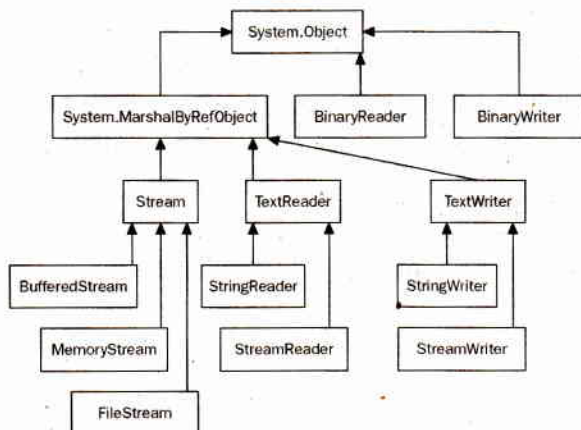 System.Object
System.MarshalByRefObject
BinaryReader
BinaryWriter
Stream
TextReader
TextWriter
BufferedStream
StringReader
StringWriter
MemoryStream
StreamReader
StreamWriter
FileStream